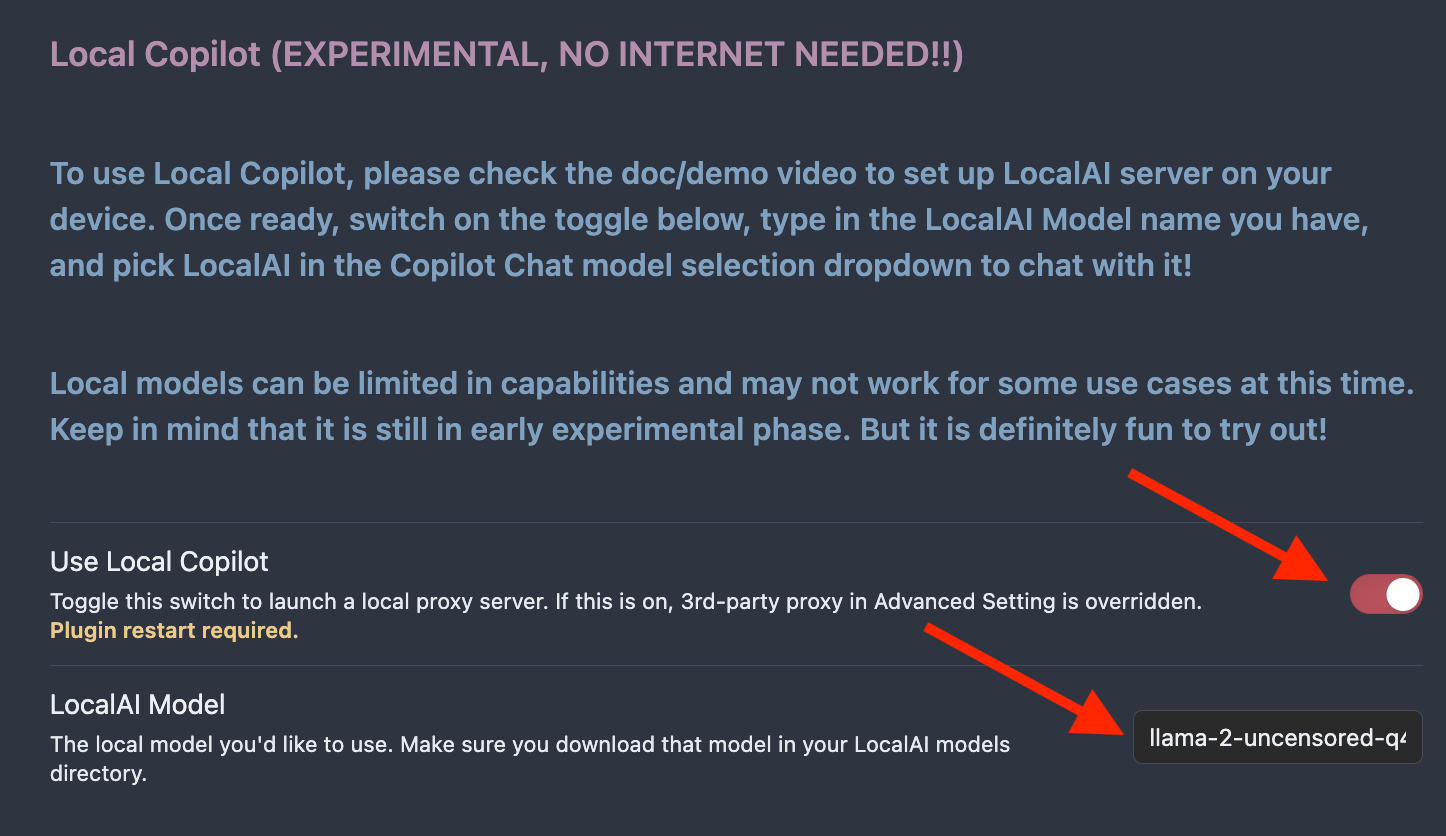 Local Copilot (EXPERIMENTAL, NO INTERNET NEEDED!!)
To use Local Copilot, please check the doc/demo video to set up LocalAI server on your
device. Once ready, switch on the toggle below, type in the LocalAI Model name you have,
and pick LocalAI in the Copilot Chat model selection dropdown to chat with it!
Local models can be limited in capabilities and may not work for some use cases at this time.
Keep in mind that it is still in early experimental phase. But it is definitely fun to try out!
Use Local Copilot
Toggle this switch to launch a local proxy server. If this is on, 3rd-party proxy in Advanced Setting is overridden.
Plugin restart required.
LocalAI Model
The local model you'd like to use. Make sure you download that model in your LocalAI models
directory.
llama-2-uncensored-q4